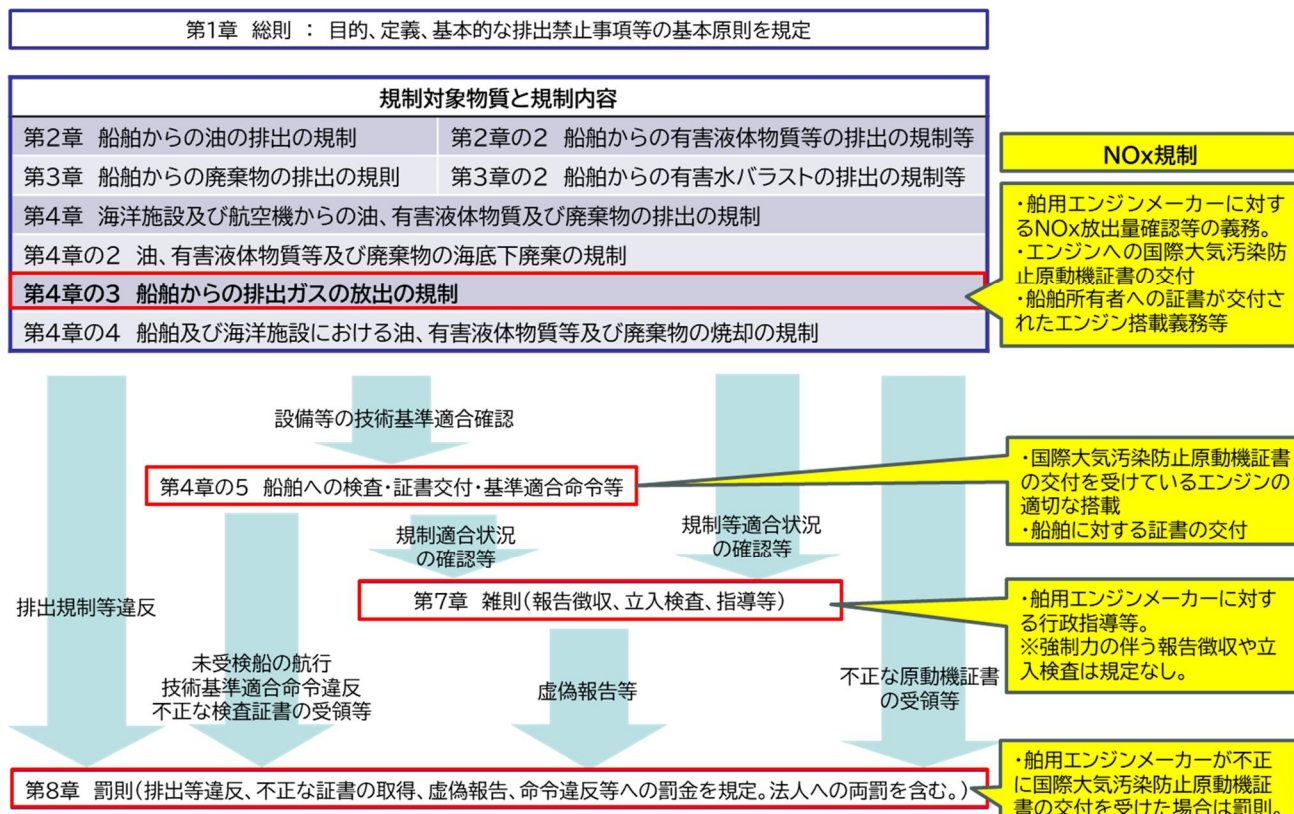 第1章 総則 : 目的、定義、基本的な排出禁止事項等の基本原則を規定
規制対象物質と規制内容
第2章 船舶からの油の排出の規制
第2章の2 船舶からの有害液体物質等の排出の規制等
第3章 船舶からの廃棄物の排出の規則
第3章の2 船舶からの有害水バラストの排出の規制等
第4章 海洋施設及び航空機からの油、有害液体物質及び廃棄物の排出の規制
第4章の2 油、有害液体物質等及び廃棄物の海底下廃棄の規制
第4章の3 船舶からの排出ガスの放出の規制
第4章の4 船舶及び海洋施設における油、有害液体物質等及び廃棄物の焼却の規制
NOx規制
・舶用エンジンメーカーに対す
るNOx放出量確認等の義務。
・エンジンへの国際大気汚染防
止原動機証書の交付
・船舶所有者への証書が交付さ
れたエンジン搭載義務等
設備等の技術基準適合確認
第4章の5 船舶への検査・証書交付・基準適合命令等
・国際大気汚染防止原動機証書
の交付を受けているエンジンの
適切な搭載
・船舶に対する証書の交付
規制適合状況
の確認等
規制等適合状況
の確認等
第7章 雑則(報告徴収、立入検査、指導等)
・舶用エンジンメーカーに対す
る行政指導等。
※強制力の伴う報告徴収や立
入検査は規定なし。
排出規制等違反
未受検船の航行
技術基準適合命令違反
不正な検査証書の受領等
虚偽報告等
不正な原動機証書
の受領等
第8章 罰則(排出等違反、不正な証書の取得、虚偽報告、命令違反等への罰金を規定。法人への両罰を含む。)
・舶用エンジンメーカーが不正
に国際大気汚染防止原動機証
書の交付を受けた場合は罰則。